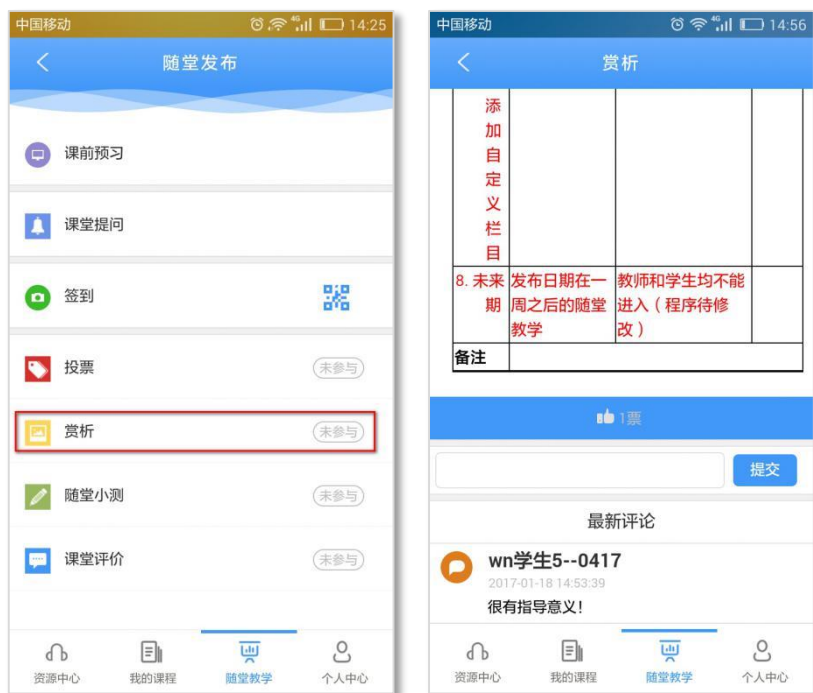 中国移动 4G 14:25
随堂发布
课前预习
课堂提问
签到
投票 未参与
赏析 未参与
随堂小测 未参与
课堂评价 未参与
资源中心 我的课程 随堂教学 个人中心
中国移动 4G 14:56
赏析
添
加
自
定
义
栏
目
8. 未来 发布日期在一 教师和学生均不能
期 周之后的随堂 进入（程序待修
教学 改）
备注
1票
提交
最新评论
wn学生5--0417
2017-01-18 14:53:39
很有指导意义!
资源中心 我的课程 随堂教学 个人中心